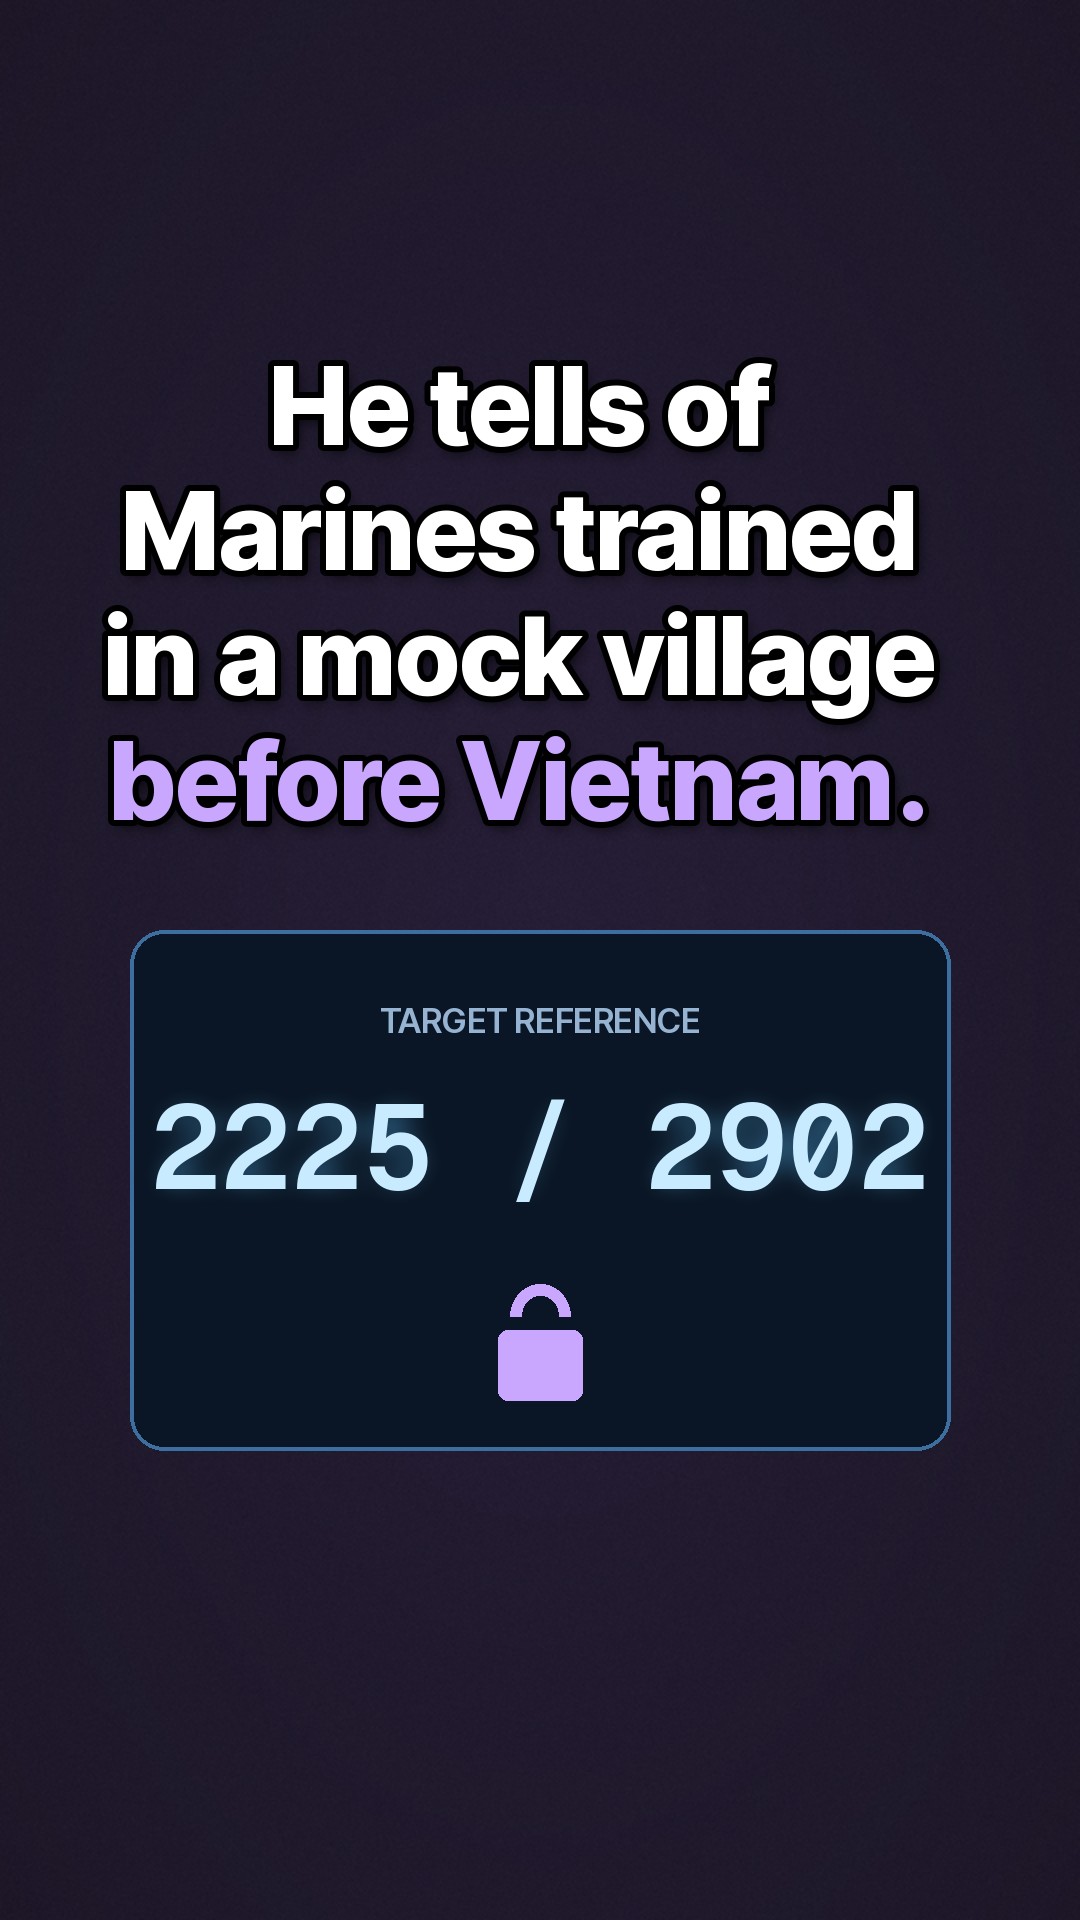 He tells of
Marines trained
in a mock village
before Vietnam.
TARGET REFERENCE
2225 / 2902